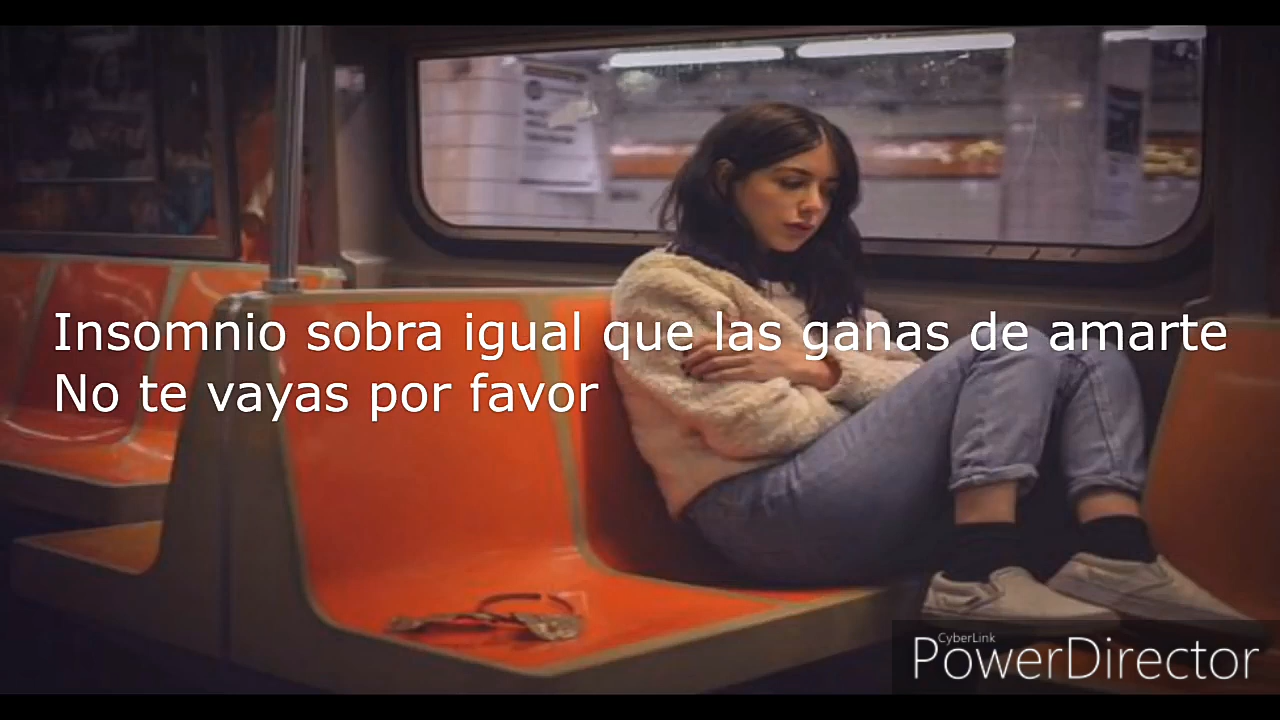 Insomnio sobra igual que las ganas de amarte
No te vayas por favor
CyberLink
PowerDirector